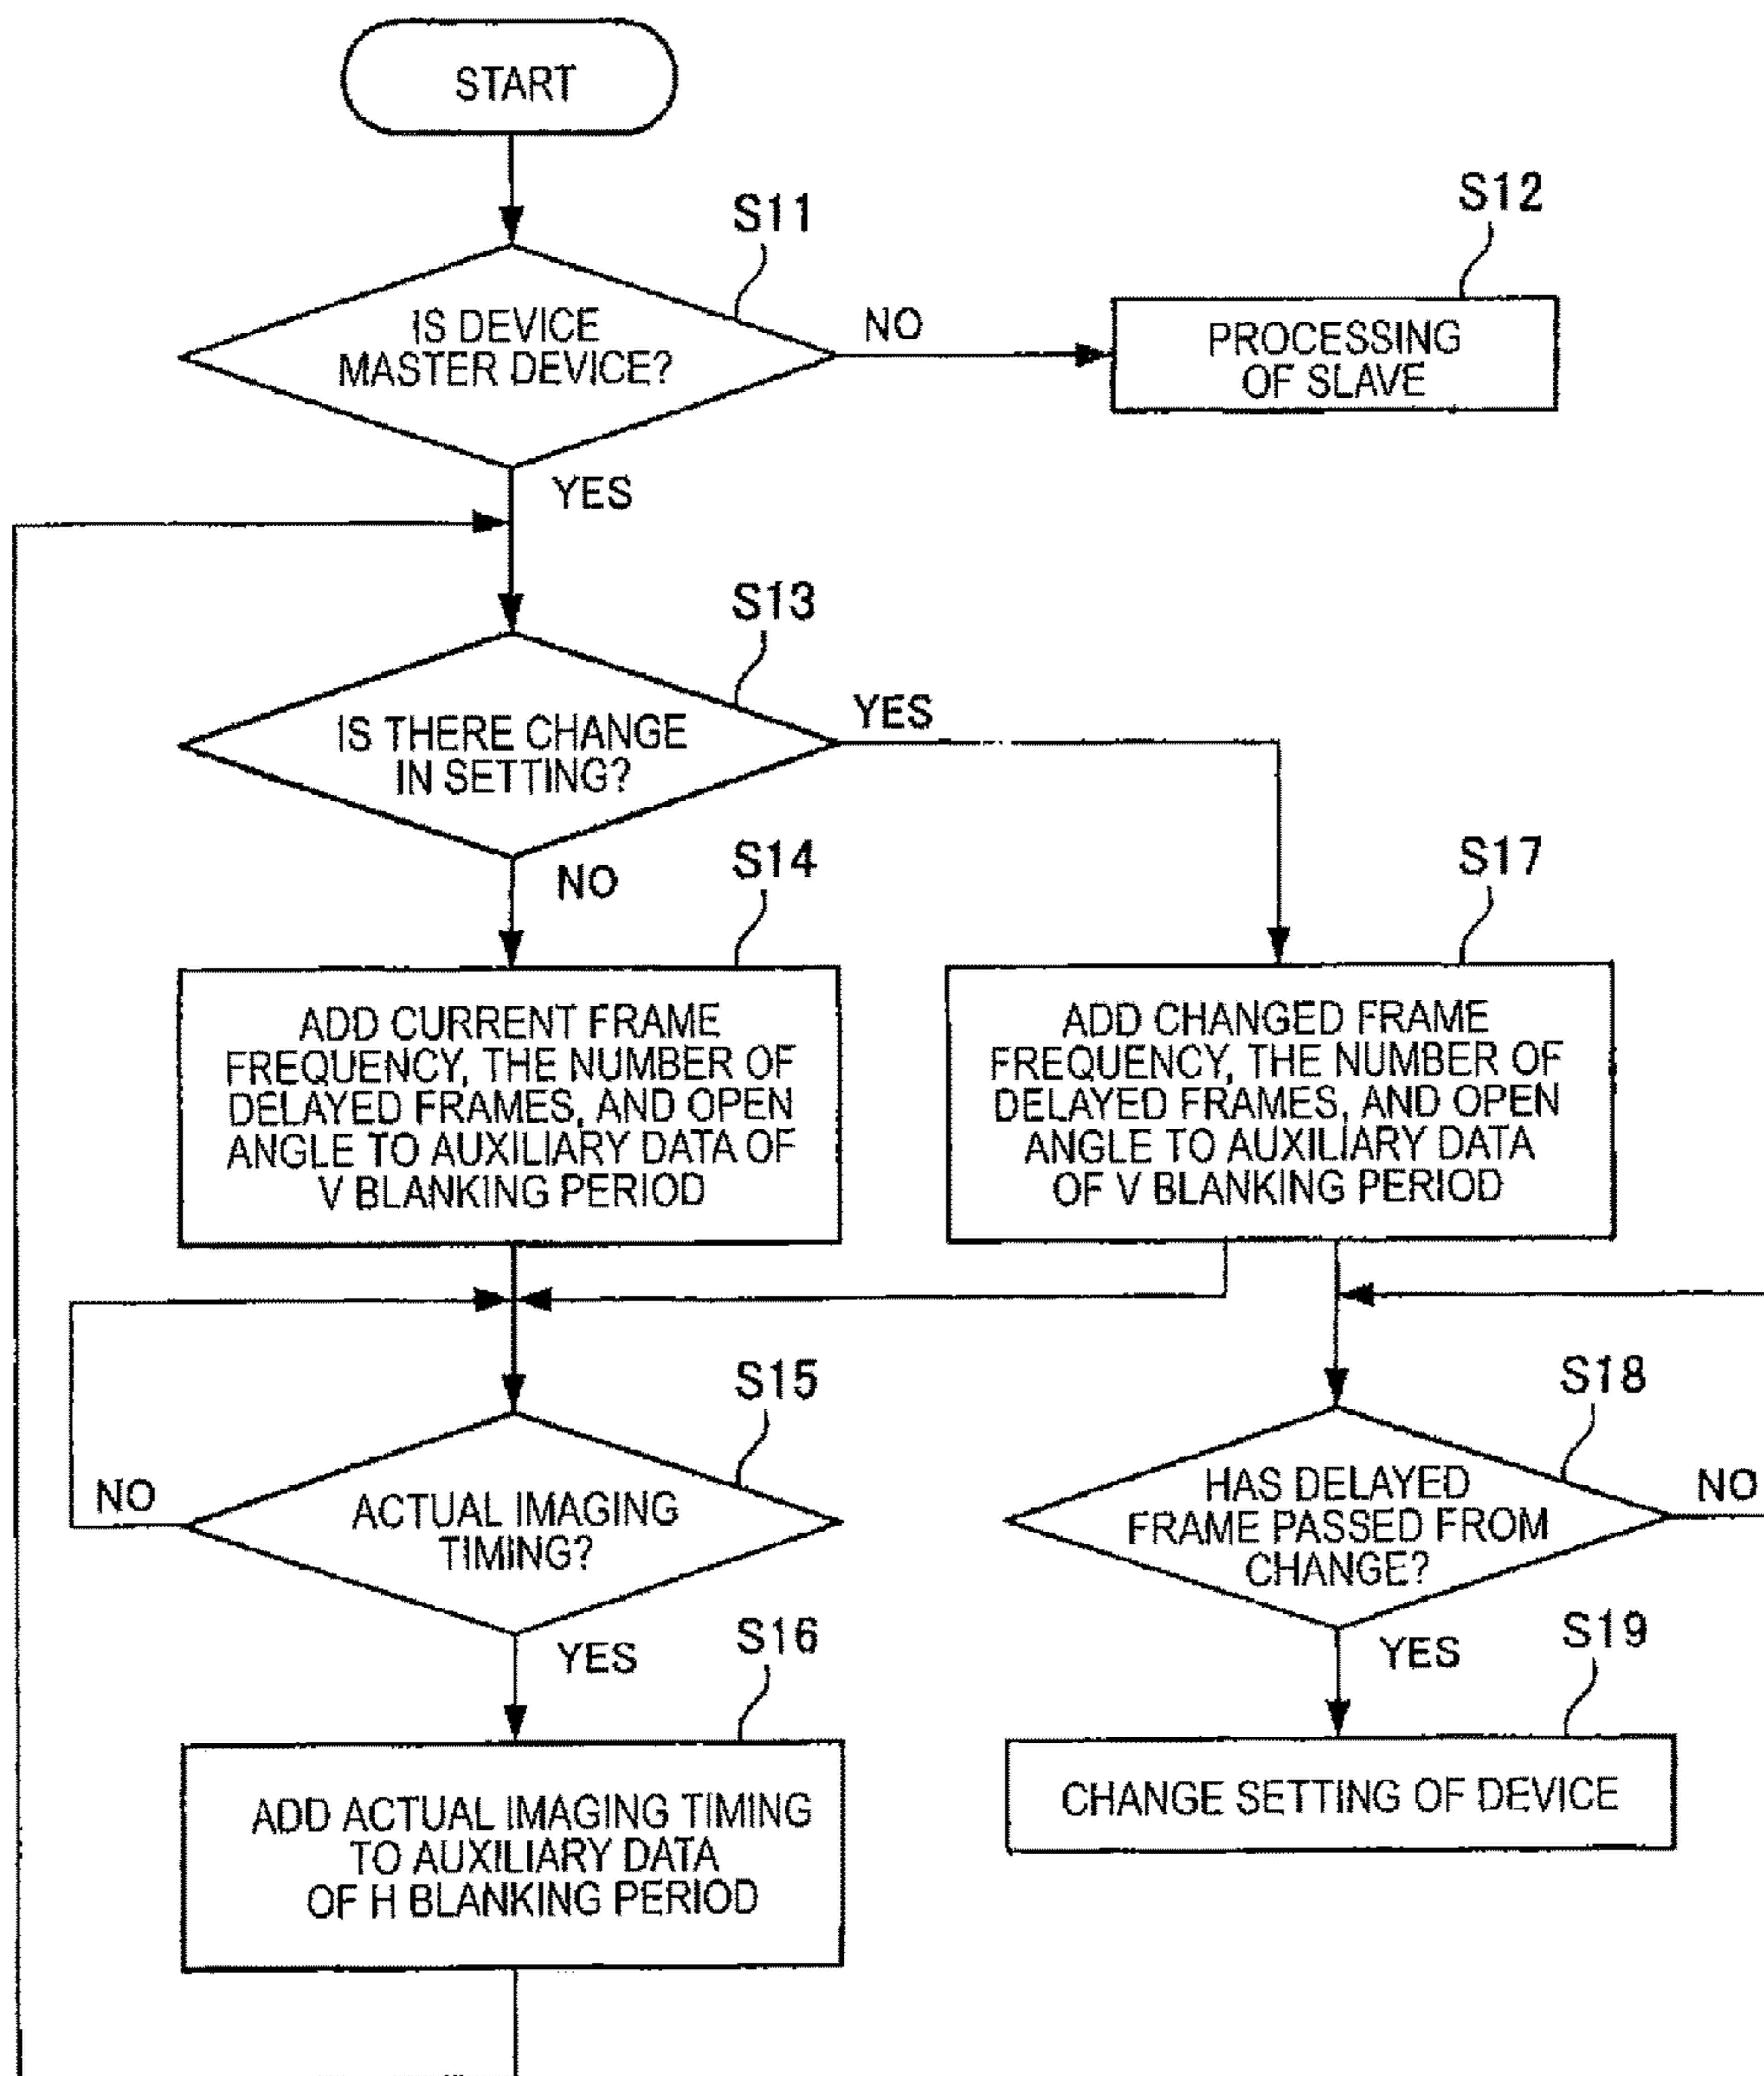 START
S11
IS DEVICE
MASTER DEVICE?
NO
S12
PROCESSING
OF SLAVE
YES
S13
IS THERE CHANGE
IN SETTING?
YES
NO
S14
ADD CURRENT FRAME
FREQUENCY, THE NUMBER OF
DELAYED FRAMES, AND OPEN
ANGLE TO AUXILIARY DATA OF
V BLANKING PERIOD
S17
ADD CHANGED FRAME
FREQUENCY, THE NUMBER OF
DELAYED FRAMES, AND OPEN
ANGLE TO AUXILIARY DATA
OF V BLANKING PERIOD
S15
ACTUAL IMAGING
TIMING?
NO
YES
S18
HAS DELAYED
FRAME PASSED FROM
CHANGE?
NO
YES
S16
ADD ACTUAL IMAGING TIMING
TO AUXILIARY DATA
OF H BLANKING PERIOD
S19
CHANGE SETTING OF DEVICE